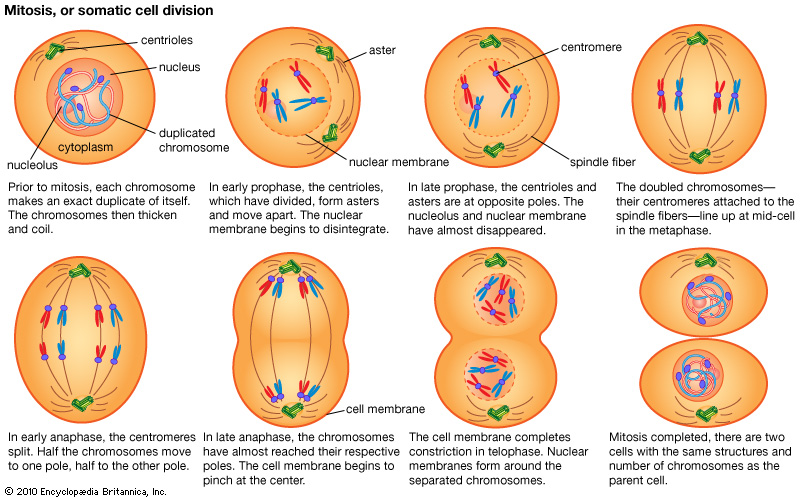 Mitosis, or somatic cell division
centrioles
nucleus
duplicated
chromosome
cytoplasm
nucleolus
aster
nuclear membrane
centromere
spindle fiber
Prior to mitosis, each chromosome
makes an exact duplicate of itself.
The chromosomes then thicken
and coil.
In early prophase, the centrioles,
which have divided, form asters
and move apart. The nuclear
membrane begins to disintegrate.
In late prophase, the centrioles and
asters are at opposite poles. The
nucleolus and nuclear membrane
have almost disappeared.
The doubled chromosomes—
their centromeres attached to the
spindle fibers—line up at mid-cell
in the metaphase.
cell membrane
In early anaphase, the centromeres
split. Half the chromosomes move
to one pole, half to the other pole.
In late anaphase, the chromosomes
have almost reached their respective
poles. The cell membrane begins to
pinch at the center.
The cell membrane completes
constriction in telophase. Nuclear
membranes form around the
separated chromosomes.
Mitosis completed, there are two
cells with the same structures and
number of chromosomes as the
parent cell.
© 2010 Encyclopædia Britannica, Inc.